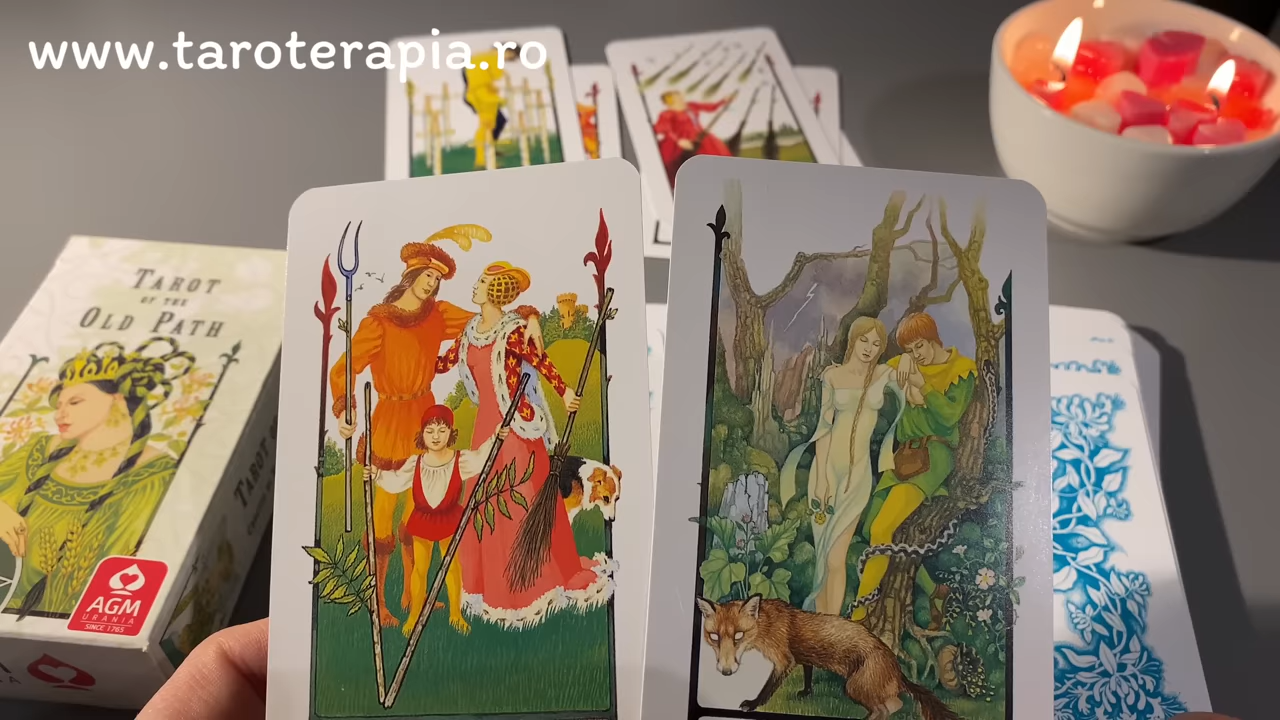 www.taroterapia.ro
TAROT
OF THE
OLD PATH
AGM
URANIA
SINCE 1765